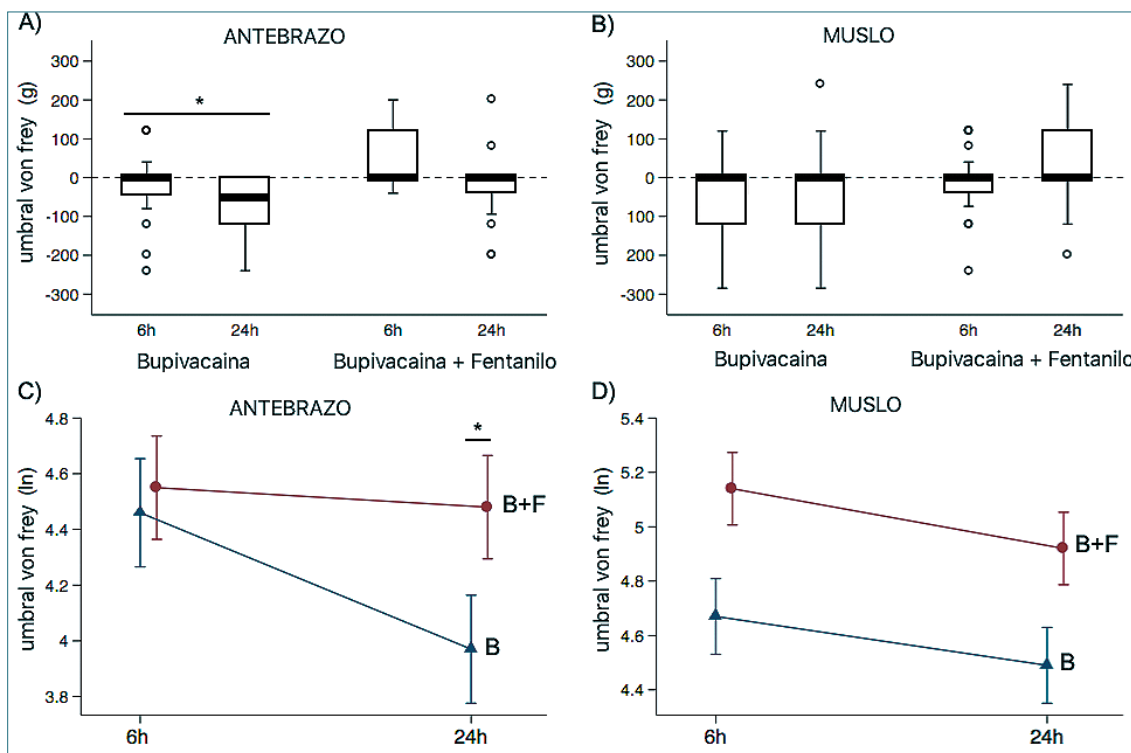 A)
ANTEBRAZO
umbral von frey (g)
300
200
100
0
-100
-200
-300
*
6h
24h
6h
24h
Bupivacaina
Bupivacaina + Fentanilo
B)
MUSLO
umbral von frey (g)
300
200
100
0
-100
-200
-300
6h
24h
6h
24h
Bupivacaina
Bupivacaina + Fentanilo
C)
ANTEBRAZO
umbral von frey (ln)
4.8
4.6
4.4
4.2
4
3.8
*
B+F
B
6h
24h
D)
MUSLO
umbral von frey (ln)
5.4
5.2
5
4.8
4.6
4.4
B+F
B
6h
24h